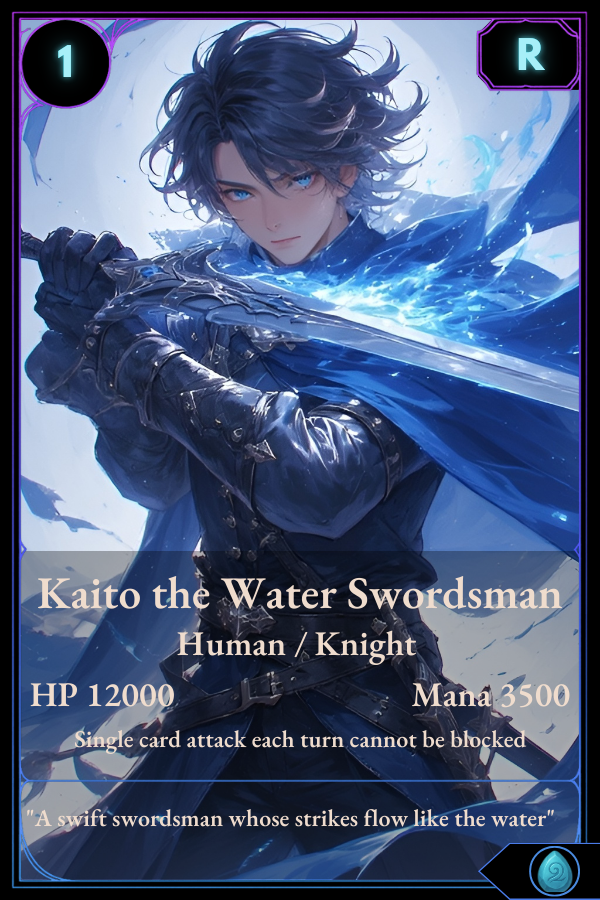 1
R
Kaito the Water Swordsman
Human / Knight
HP 12000 Mana 3500
Single card attack each turn cannot be blocked
"A swift swordsman whose strikes flow like the water"
2